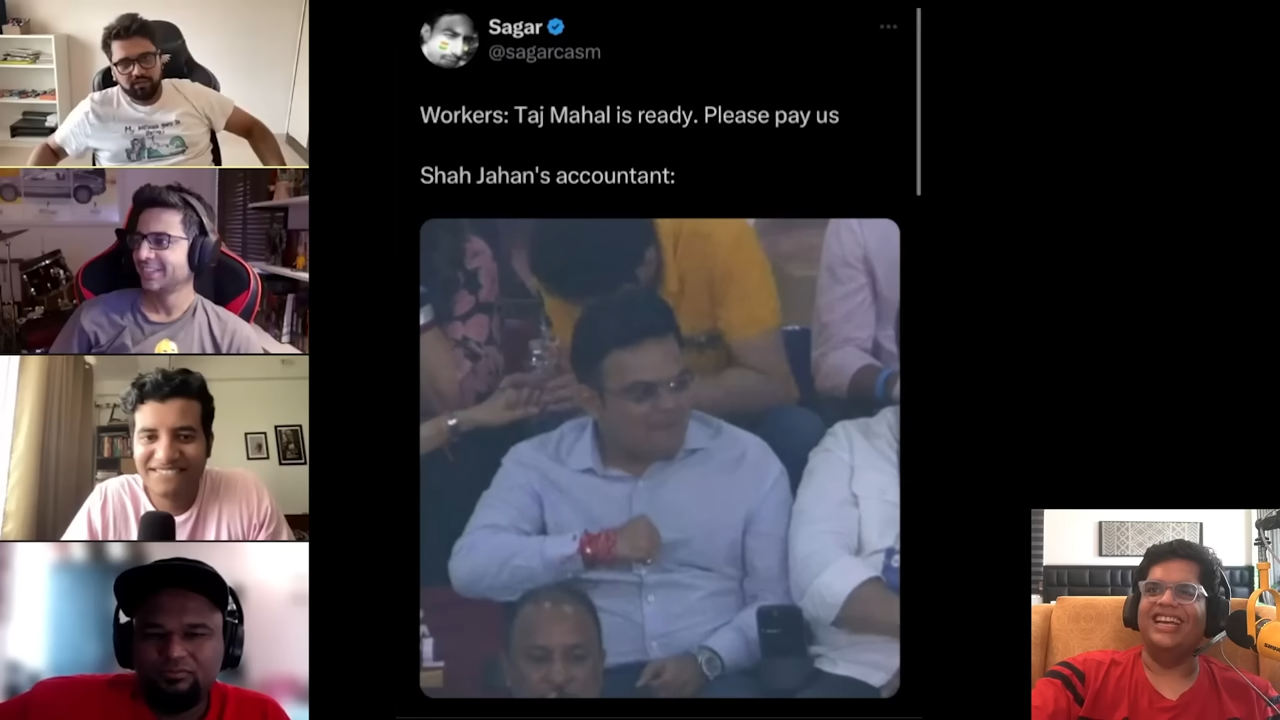 Sagar
@sagarcasm
Workers: Taj Mahal is ready. Please pay us
Shah Jahan's accountant: